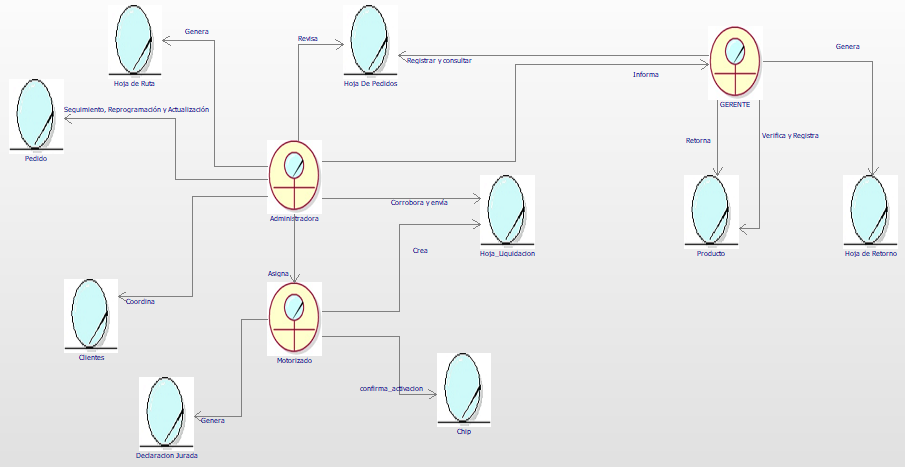 Genera
Revisa
Genera
Registrar y consultar
Informa
Hoja de Ruta
Hoja De Pedidos
GERENTE
Seguimiento, Reprogramación y Actualización
Verifica y Registra
Retorna
Pedido
Corrobora y envía
Administradora
Crea
Hoja_Liquidacion
Producto
Hoja de Retorno
Asigna
Coordina
Clientes
Motorizado
confirma_activacion
Genera
Chip
Declaracion Jurada